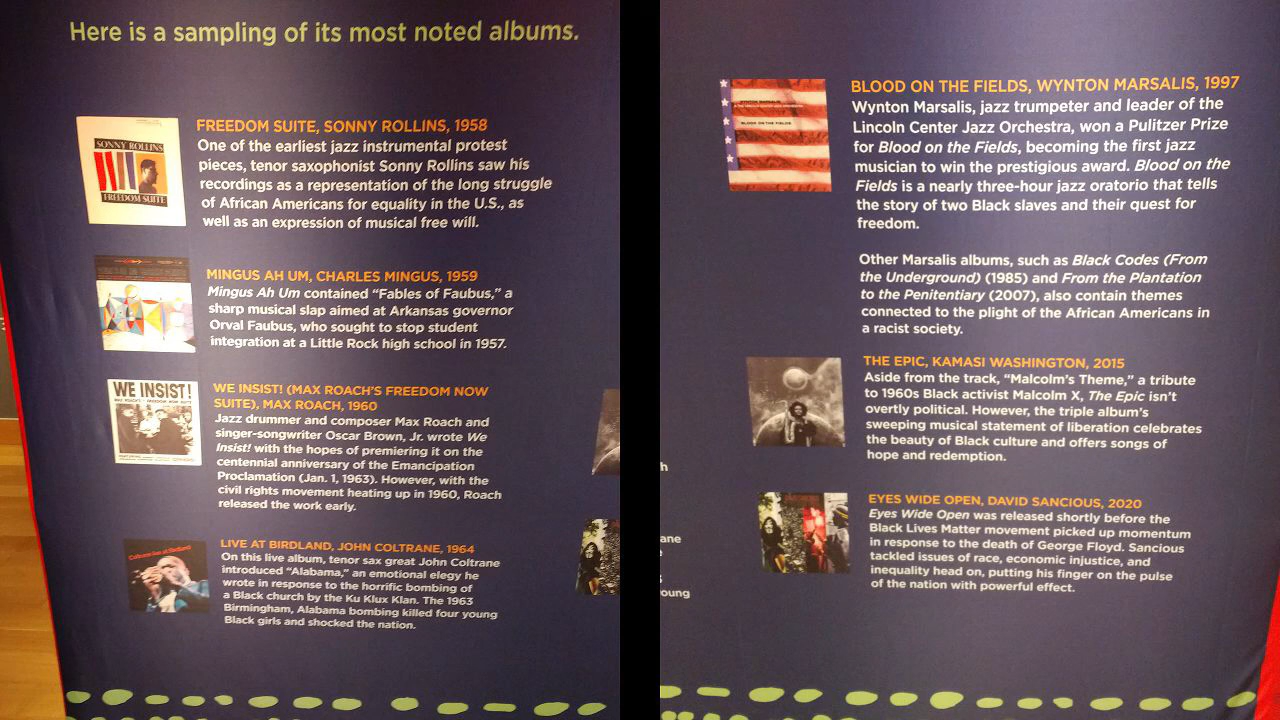 Here is a sampling of its most noted albums.
SONNY ROLLINS
FREEDOM SUITE
FREEDOM SUITE, SONNY ROLLINS, 1958
One of the earliest jazz instrumental protest
pieces, tenor saxophonist Sonny Rollins saw his
recordings as a representation of the long struggle
of African Americans for equality in the U.S., as
well as an expression of musical free will.
MINGUS AH UM, CHARLES MINGUS, 1959
Mingus Ah Um contained “Fables of Faubus,” a
sharp musical slap aimed at Arkansas governor
Orval Faubus, who sought to stop student
integration at a Little Rock high school in 1957.
WE INSIST!
MAX ROACH'S - FREEDOM NOW SUITE
WE INSIST! (MAX ROACH’S FREEDOM NOW
SUITE), MAX ROACH, 1960
Jazz drummer and composer Max Roach and
singer-songwriter Oscar Brown, Jr. wrote We
Insist! with the hopes of premiering it on the
centennial anniversary of the Emancipation
Proclamation (Jan. 1, 1963). However, with the
civil rights movement heating up in 1960, Roach
released the work early.
Coltrane live at Birdland
LIVE AT BIRDLAND, JOHN COLTRANE, 1964
On this live album, tenor sax great John Coltrane
introduced “Alabama,” an emotional elegy he
wrote in response to the horrific bombing of
a Black church by the Ku Klux Klan. The 1963
Birmingham, Alabama bombing killed four young
Black girls and shocked the nation.
WYNTON MARSALIS
BLOOD ON THE FIELDS
BLOOD ON THE FIELDS, WYNTON MARSALIS, 1997
Wynton Marsalis, jazz trumpeter and leader of the
Lincoln Center Jazz Orchestra, won a Pulitzer Prize
for Blood on the Fields, becoming the first jazz
musician to win the prestigious award. Blood on the
Fields is a nearly three-hour jazz oratorio that tells
the story of two Black slaves and their quest for
freedom.
Other Marsalis albums, such as Black Codes (From
the Underground) (1985) and From the Plantation
to the Penitentiary (2007), also contain themes
connected to the plight of the African Americans in
a racist society.
THE EPIC, KAMASI WASHINGTON, 2015
Aside from the track, “Malcolm’s Theme,” a tribute
to 1960s Black activist Malcolm X, The Epic isn’t
overtly political. However, the triple album’s
sweeping musical statement of liberation celebrates
the beauty of Black culture and offers songs of
hope and redemption.
EYES WIDE OPEN, DAVID SANCIOUS, 2020
Eyes Wide Open was released shortly before the
Black Lives Matter movement picked up momentum
in response to the death of George Floyd. Sancious
tackled issues of race, economic injustice, and
inequality head on, putting his finger on the pulse
of the nation with powerful effect.